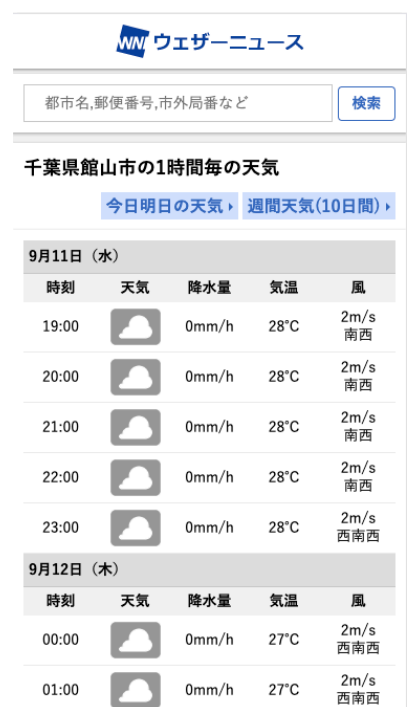 WNI ウェザーニュース
都市名,郵便番号,市外局番など 検索
千葉県館山市の1時間毎の天気
今日明日の天気 週間天気(10日間)
9月11日（水）
時刻 天気 降水量 気温 風
19:00 0mm/h 28°C 2m/s
南西
20:00 0mm/h 28°C 2m/s
南西
21:00 0mm/h 28°C 2m/s
南西
22:00 0mm/h 28°C 2m/s
南西
23:00 0mm/h 28°C 2m/s
西南西
9月12日（木）
時刻 天気 降水量 気温 風
00:00 0mm/h 27°C 2m/s
西南西
01:00 0mm/h 27°C 2m/s
西南西